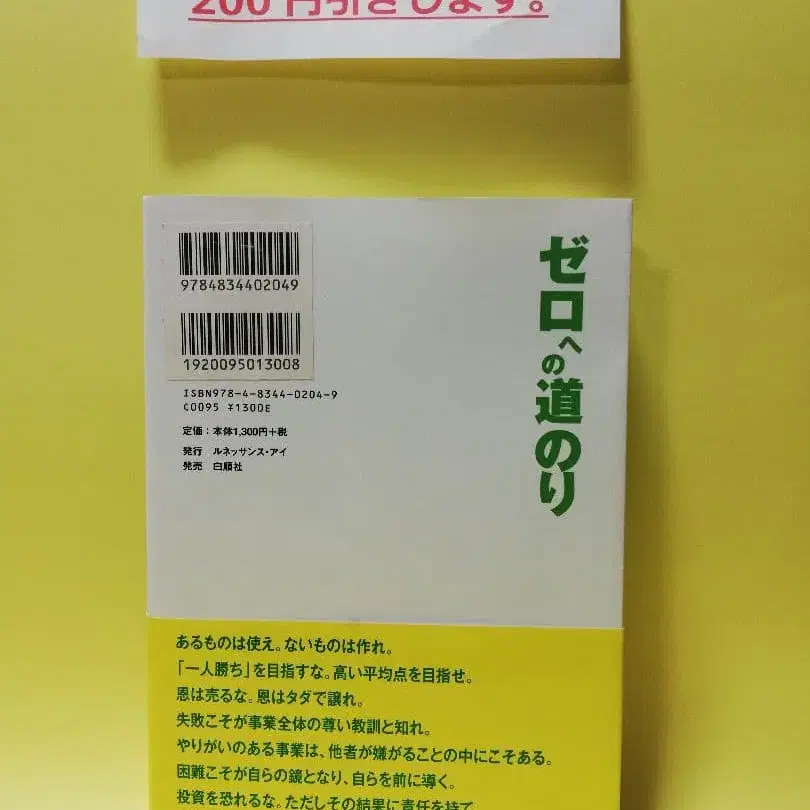 200円引きします。
9784834402049
1920095013008
ISBN978-4-8344-0204-9
C0095 ¥1300E
定価：本体1,300円+税
発行 ルネッサンス・アイ
発売 白順社
ゼロへの道のり
あるものは使え。ないものは作れ。
「一人勝ち」を目指すな。高い平均点を目指せ。
恩は売るな。恩はタダで譲れ。
失敗こそが事業全体の尊い教訓と知れ。
やりがいのある事業は、他者が嫌がることの中にこそある。
困難こそが自らの鏡となり、自らを前に導く。
投資を恐れるな。ただしその結果に責任を持て